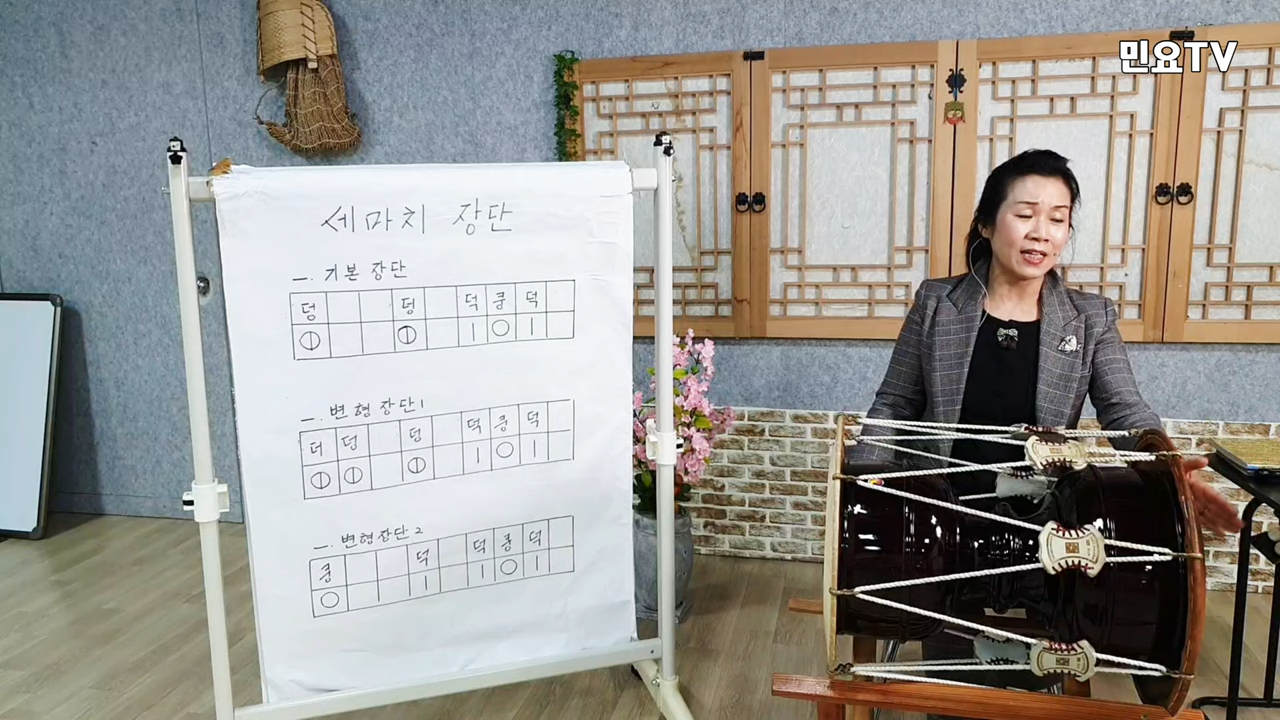 민요TV
세마치 장단
一. 기본 장단
덩 덩 덕 쿵 덕
一. 변형 장단1
더 덩 덩 덕 쿵 덕
一. 변형장단2
쿵 덕 덕 쿵 덕